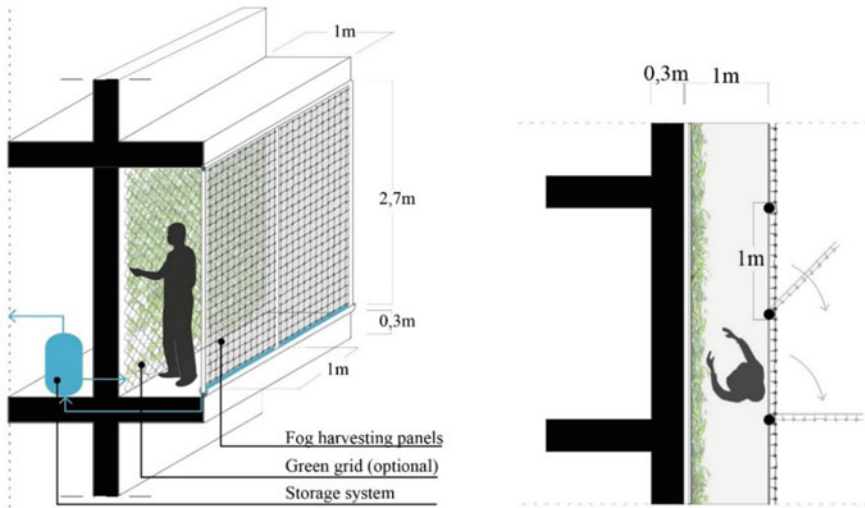 1m
2,7m
0,3m
1m
Fog harvesting panels
Green grid (optional)
Storage system
0,3m
1m
1m